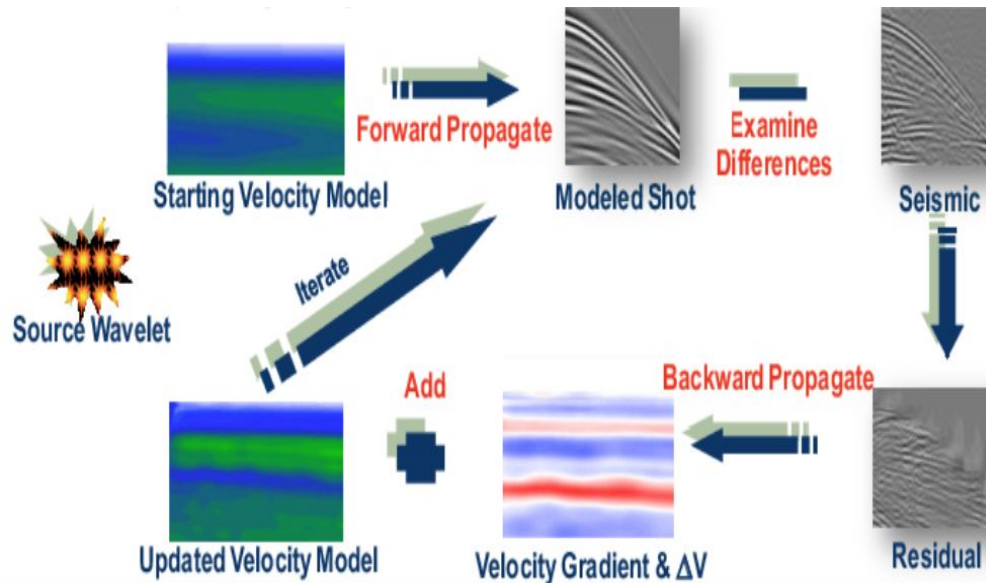 Forward Propagate
Examine
Differences
Starting Velocity Model
Modeled Shot
Seismic
Iterate
Source Wavelet
Add
Backward Propagate
Updated Velocity Model
Velocity Gradient & ΔV
Residual